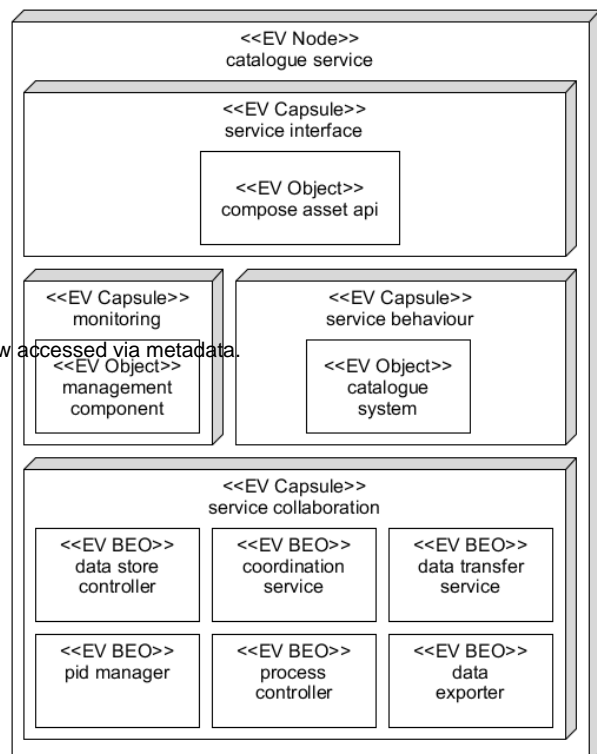 <<EV Node>>
catalogue service
<<EV Capsule>>
service interface
<<EV Object>>
compose asset api
<<EV Capsule>>
monitoring
accessed via metadata.
<<EV Object>>
management
component
<<EV Capsule>>
service behaviour
<<EV Object>>
catalogue
system
<<EV Capsule>>
service collaboration
<<EV BEO>>
data store
controller
<<EV BEO>>
coordination
service
<<EV BEO>>
data transfer
service
<<EV BEO>>
pid manager
<<EV BEO>>
process
controller
<<EV BEO>>
data
exporter